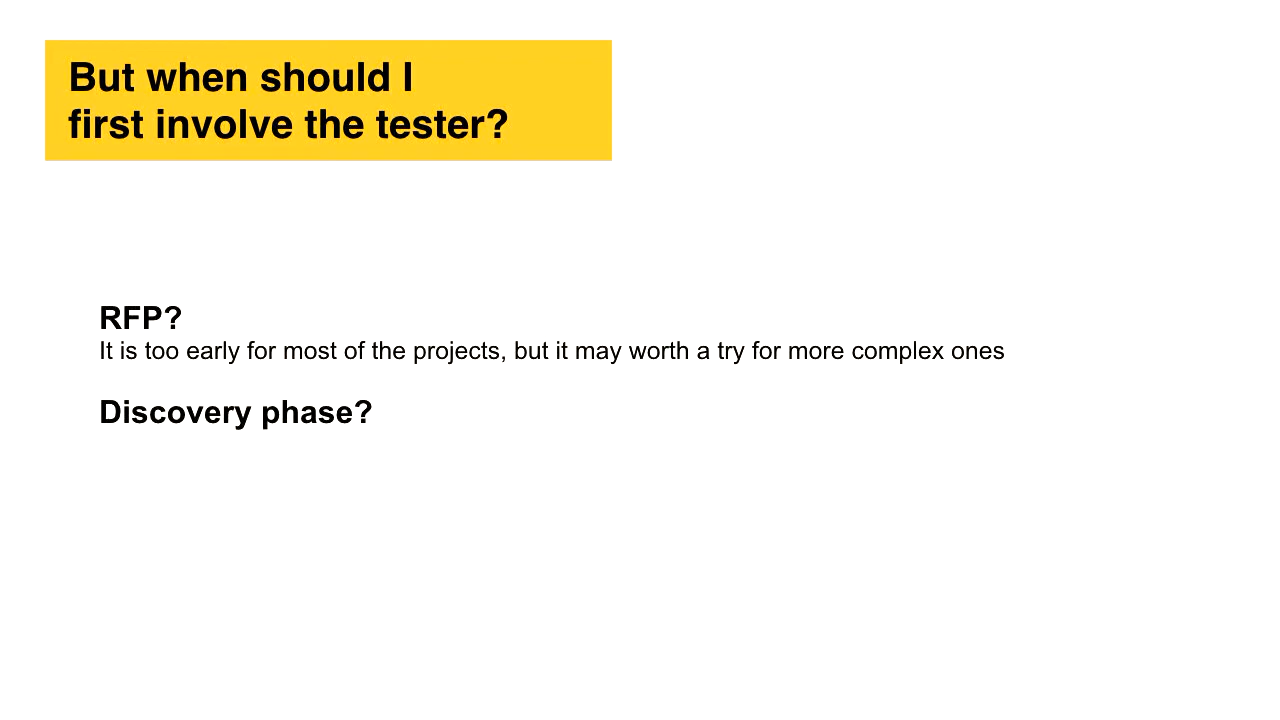 But when should I
first involve the tester?
RFP?
It is too early for most of the projects, but it may worth a try for more complex ones
Discovery phase?